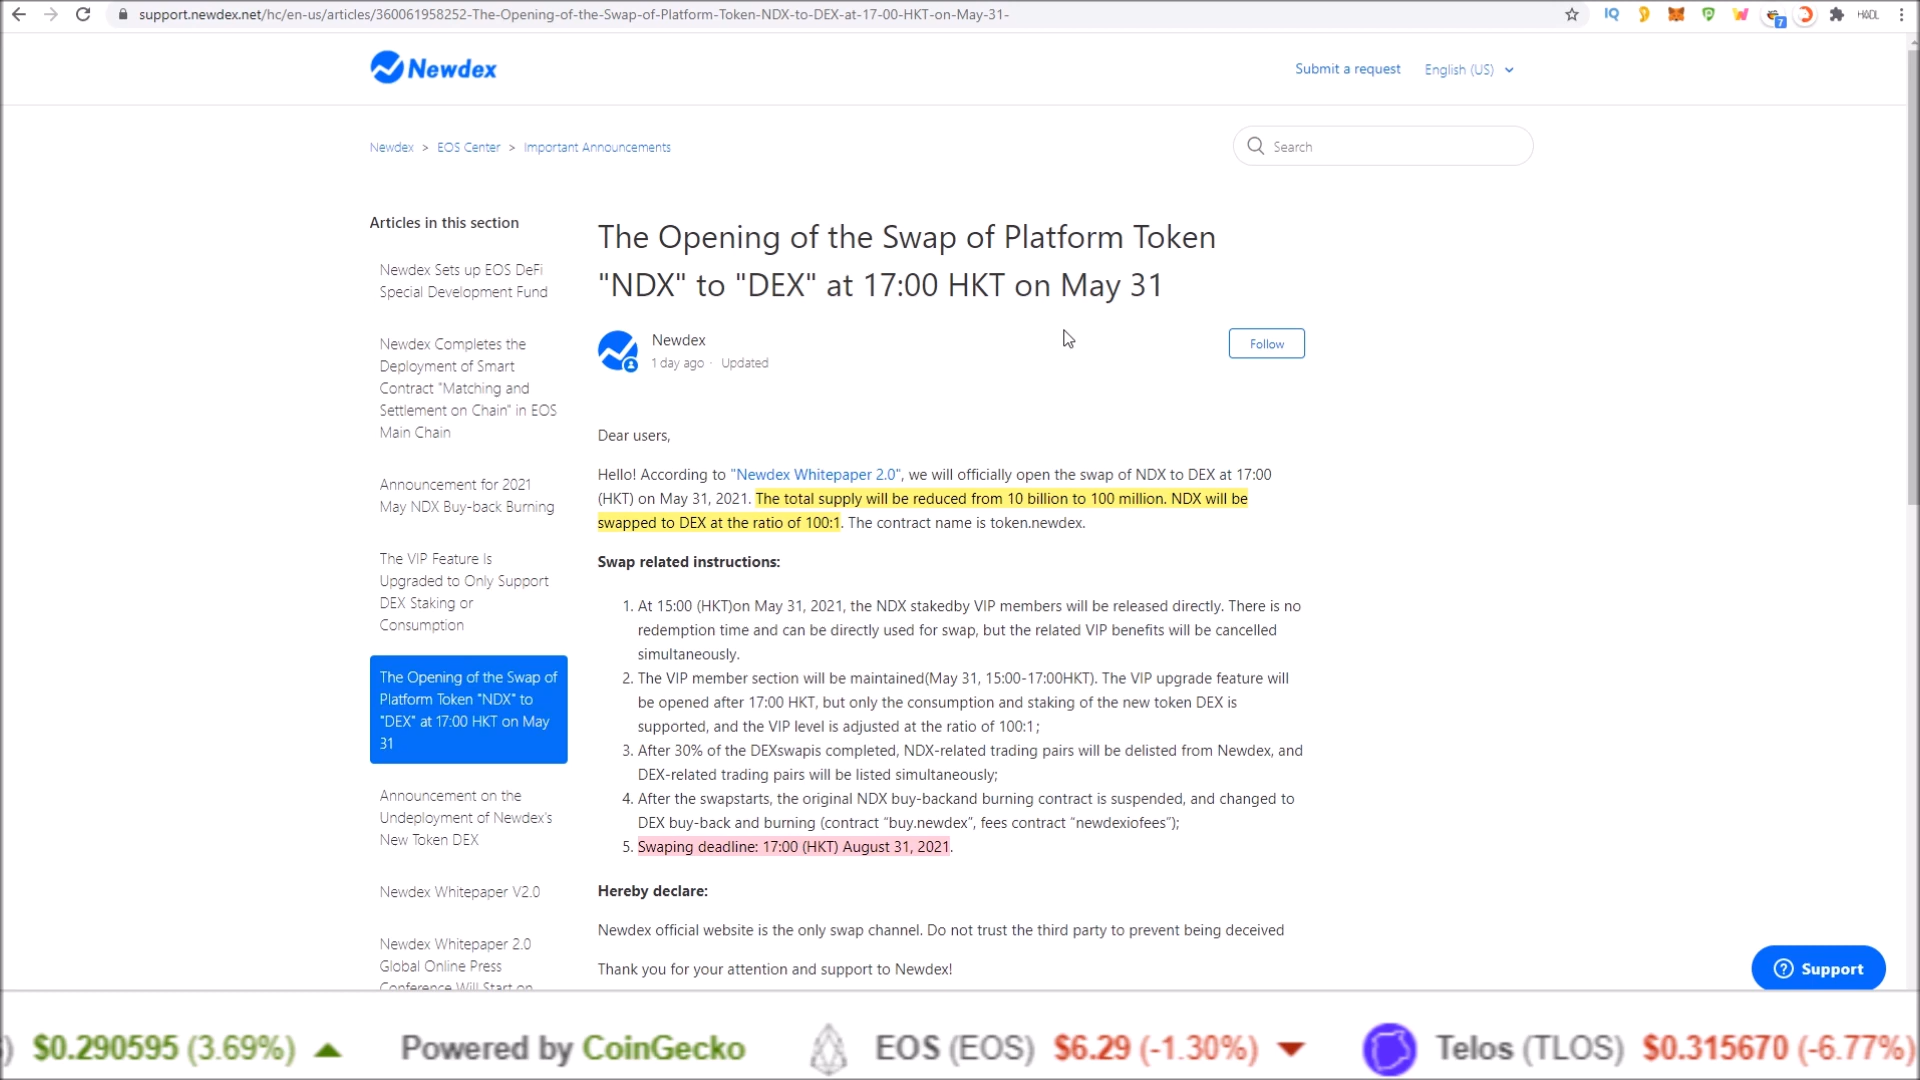 support.newdex.net/hc/en-us/articles/360061958252-The-Opening-of-the-Swap-of-Platform-Token-NDX-to-DEX-at-17-00-HKT-on-May-31-
IQ
7
Newdex
Submit a request
English (US)
Newdex > EOS Center > Important Announcements
Search
Articles in this section
Newdex Sets up EOS DeFi
Special Development Fund
Newdex Completes the
Deployment of Smart
Contract "Matching and
Settlement on Chain" in EOS
Main Chain
Announcement for 2021
May NDX Buy-back Burning
The VIP Feature Is
Upgraded to Only Support
DEX Staking or
Consumption
The Opening of the Swap of
Platform Token "NDX" to
"DEX" at 17:00 HKT on May
31
Announcement on the
Undeployment of Newdex's
New Token DEX
Newdex Whitepaper V2.0
Newdex Whitepaper 2.0
Global Online Press
Conference Will Start on
The Opening of the Swap of Platform Token
"NDX" to "DEX" at 17:00 HKT on May 31
Newdex
1 day ago · Updated
Follow
Dear users,
Hello! According to "Newdex Whitepaper 2.0", we will officially open the swap of NDX to DEX at 17:00
(HKT) on May 31, 2021. The total supply will be reduced from 10 billion to 100 million. NDX will be
swapped to DEX at the ratio of 100:1. The contract name is token.newdex.
Swap related instructions:
1. At 15:00 (HKT)on May 31, 2021, the NDX stakedby VIP members will be released directly. There is no
redemption time and can be directly used for swap, but the related VIP benefits will be cancelled
simultaneously.
2. The VIP member section will be maintained(May 31, 15:00-17:00HKT). The VIP upgrade feature will
be opened after 17:00 HKT, but only the consumption and staking of the new token DEX is
supported, and the VIP level is adjusted at the ratio of 100:1;
3. After 30% of the DEXswapis completed, NDX-related trading pairs will be delisted from Newdex, and
DEX-related trading pairs will be listed simultaneously;
4. After the swapstarts, the original NDX buy-backand burning contract is suspended, and changed to
DEX buy-back and burning (contract “buy.newdex”, fees contract “newdexiofees”);
5. Swaping deadline: 17:00 (HKT) August 31, 2021.
Hereby declare:
Newdex official website is the only swap channel. Do not trust the third party to prevent being deceived
Thank you for your attention and support to Newdex!
Support
) $0.290595 (3.69%) ▲ Powered by CoinGecko EOS (EOS) $6.29 (-1.30%) ▼ Telos (TLOS) $0.315670 (-6.77%)